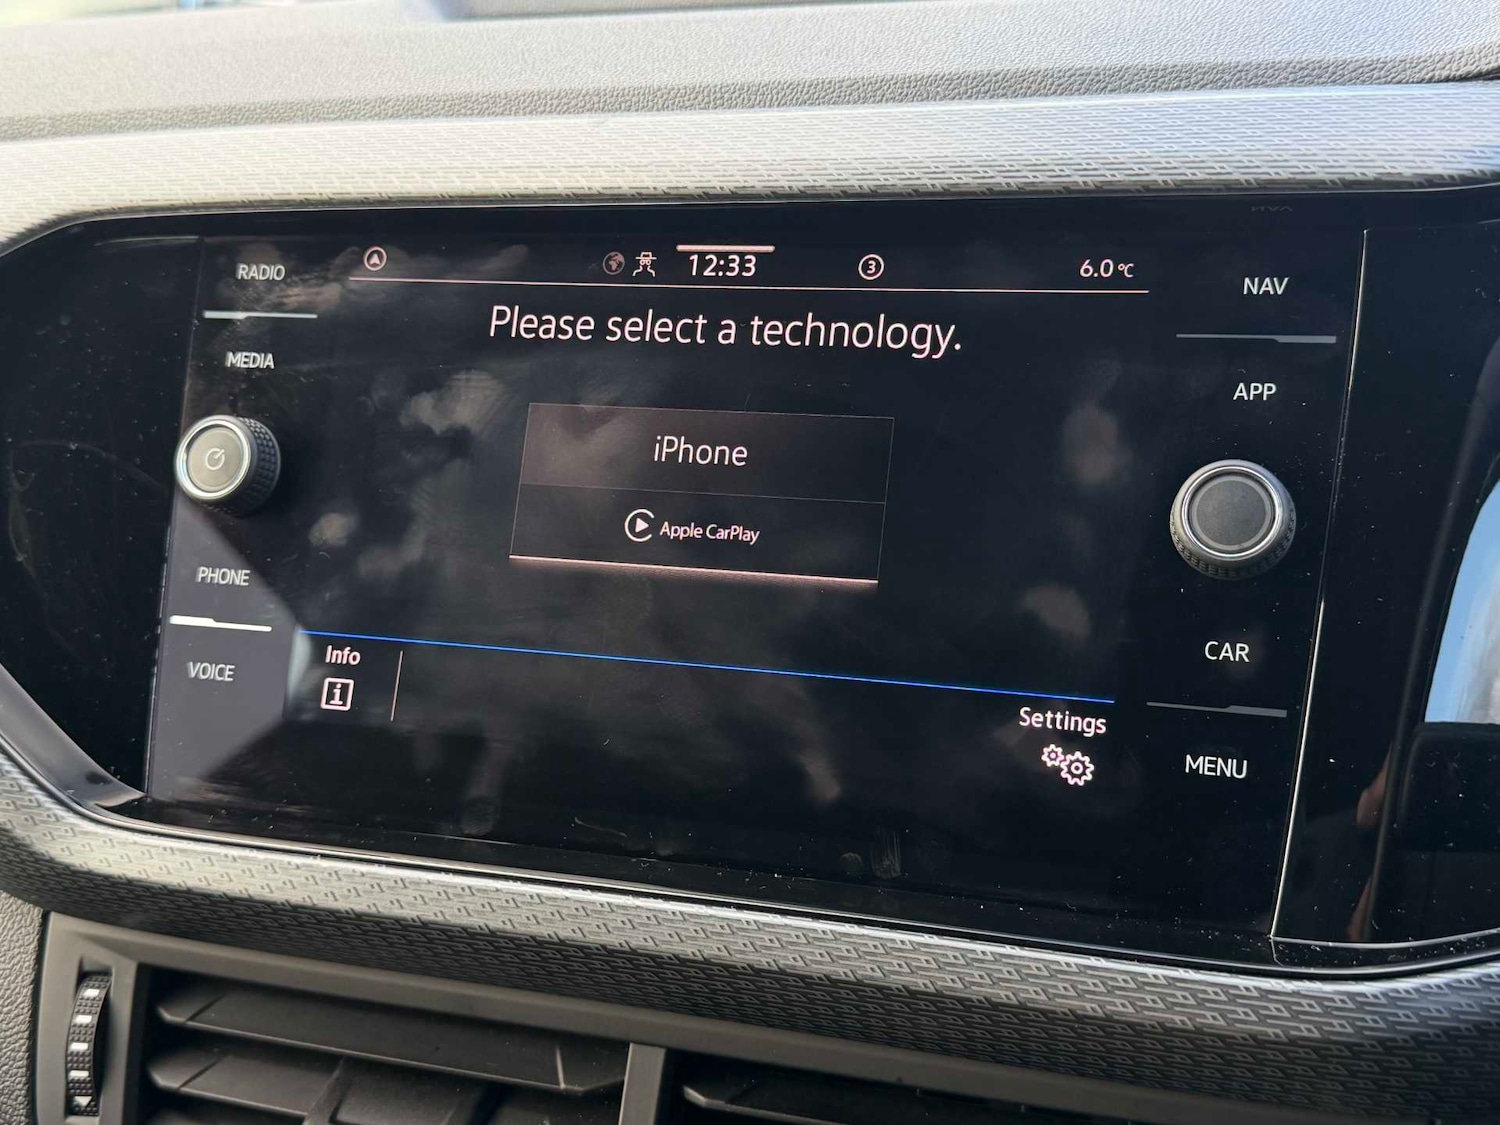 RADIO
MEDIA
PHONE
VOICE
12:33
3
6.0°C
Please select a technology.
iPhone
Apple CarPlay
Info
i
Settings
NAV
APP
CAR
MENU